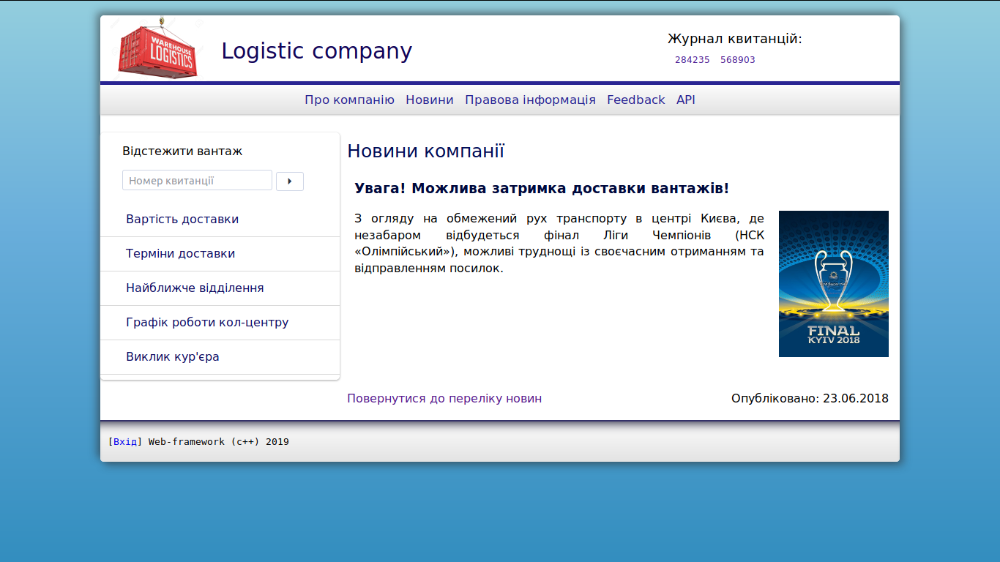 WAREHOUSE
LOGISTICS
Logistic company
Журнал квитанцій:
284235 568903
Про компанію Новини Правова інформація Feedback API
Відстежити вантаж
Номер квитанції
Вартість доставки
Терміни доставки
Найближче відділення
Графік роботи кол-центру
Виклик кур'єра
Новини компанії
Увага! Можлива затримка доставки вантажів!
З огляду на обмежений рух транспорту в центрі Києва, де
незабаром відбудеться фінал Ліги Чемпіонів (НСК
«Олімпійський»), можливі труднощі із своєчасним отриманням та
відправленням посилок.
FINAL
KYIV 2018
Повернутися до переліку новин
Опубліковано: 23.06.2018
[Вхід] Web-framework (c++) 2019